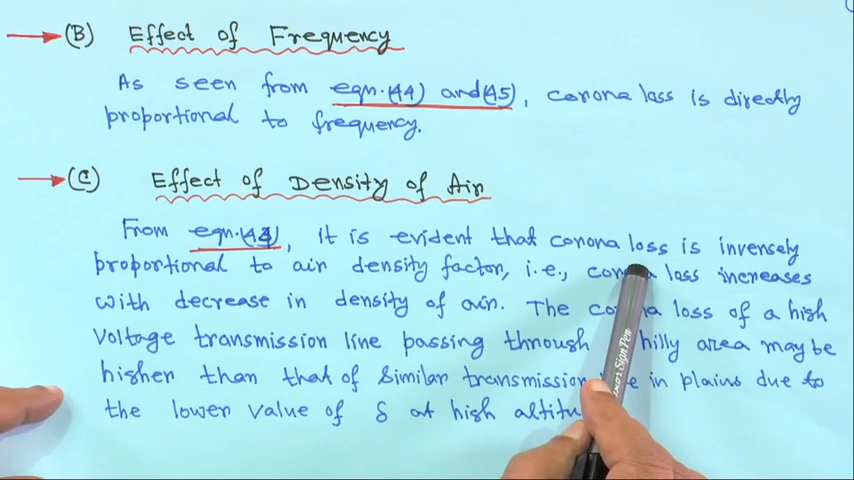 (B) Effect of Frequency
As seen from eqn.(44) and (45), corona loss is directly
proportional to frequency.
(C) Effect of Density of Air
From eqn., it is evident that corona loss is inversely
proportional to air density factor, i.e., loss increases
with decrease in density of air. The loss of a high
voltage transmission line passing through hilly area may be
higher than that of similar transmission in plains due to
the lower value of δ at high